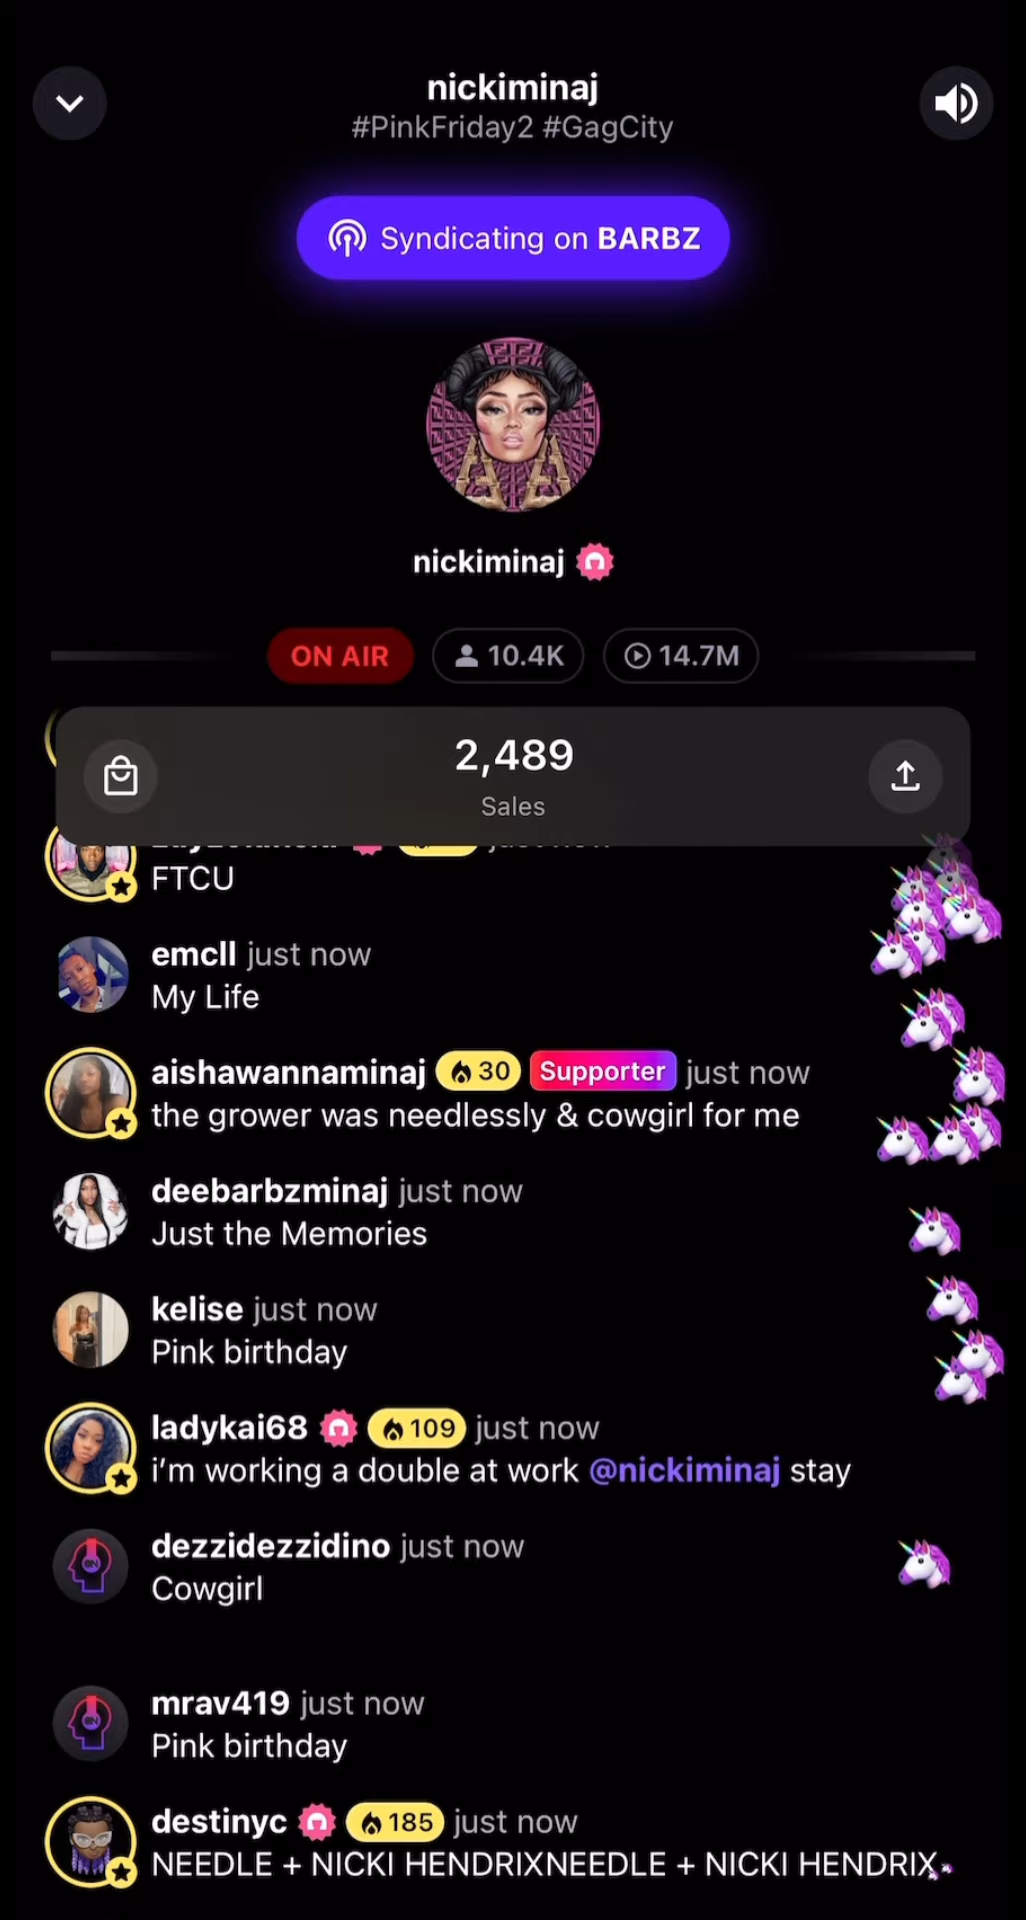 nickiminaj
#PinkFriday2 #GagCity
Syndicating on BARBZ
nickiminaj
ON AIR 10.4K 14.7M
2,489
Sales
just now
FTCU
emcll just now
My Life
aishawannaminaj 30 Supporter just now
the grower was needlessly & cowgirl for me
deebarbzminaj just now
Just the Memories
kelise just now
Pink birthday
ladykai68 109 just now
i’m working a double at work @nickiminaj stay
dezzidezzidino just now
Cowgirl
mrav419 just now
Pink birthday
destinyc 185 just now
NEEDLE + NICKI HENDRIXNEEDLE + NICKI HENDRIX